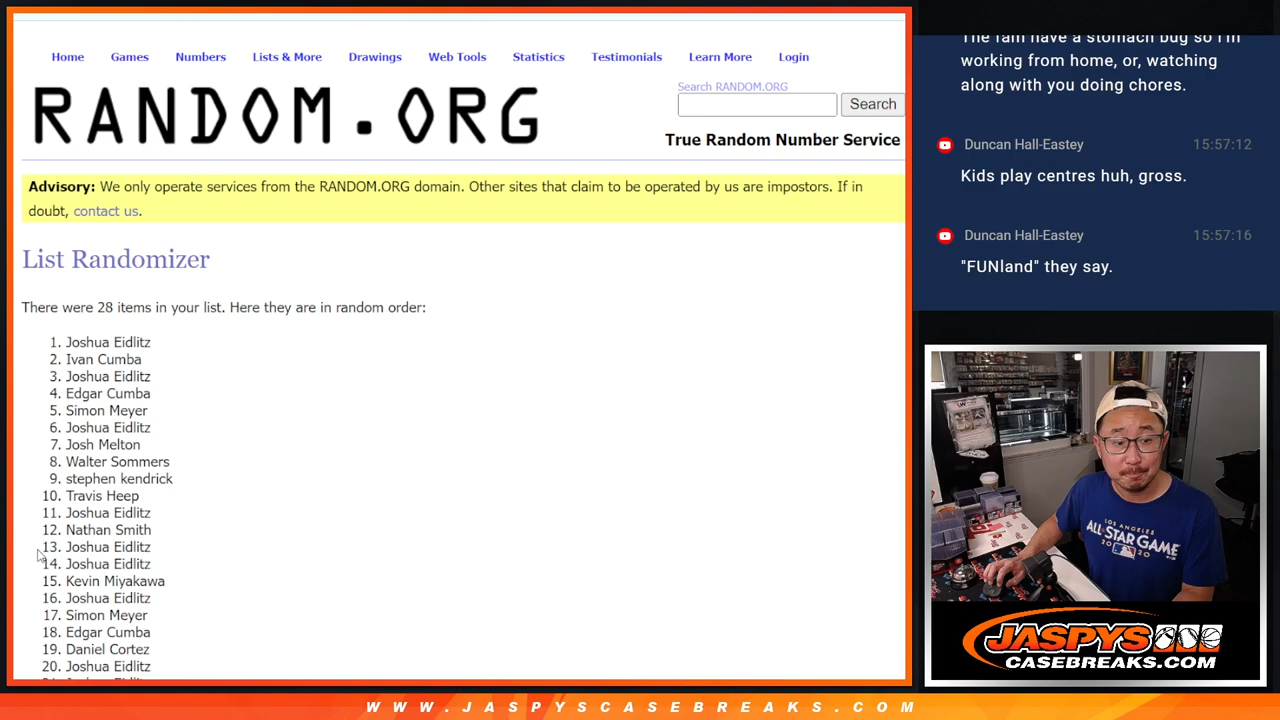 Home Games Numbers Lists & More Drawings Web Tools Statistics Testimonials Learn More Login
RANDOM.ORG
Search RANDOM.ORG
Search
True Random Number Service
Advisory: We only operate services from the RANDOM.ORG domain. Other sites that claim to be operated by us are impostors. If in
doubt, contact us.
List Randomizer
There were 28 items in your list. Here they are in random order:
1. Joshua Eidlitz
2. Ivan Cumba
3. Joshua Eidlitz
4. Edgar Cumba
5. Simon Meyer
6. Joshua Eidlitz
7. Josh Melton
8. Walter Sommers
9. stephen kendrick
10. Travis Heep
11. Joshua Eidlitz
12. Nathan Smith
13. Joshua Eidlitz
14. Joshua Eidlitz
15. Kevin Miyakawa
16. Joshua Eidlitz
17. Simon Meyer
18. Edgar Cumba
19. Daniel Cortez
20. Joshua Eidlitz
The fam have a stomach bug so I'm
working from home, or, watching
along with you doing chores.
Duncan Hall-Eastey 15:57:12
Kids play centres huh, gross.
Duncan Hall-Eastey 15:57:16
"FUNland" they say.
LOS ANGELES
ALL-STAR GAME
2020
JASPYS
CASEBREAKS.COM
WWW.JASPYSCASEBREAKS.COM